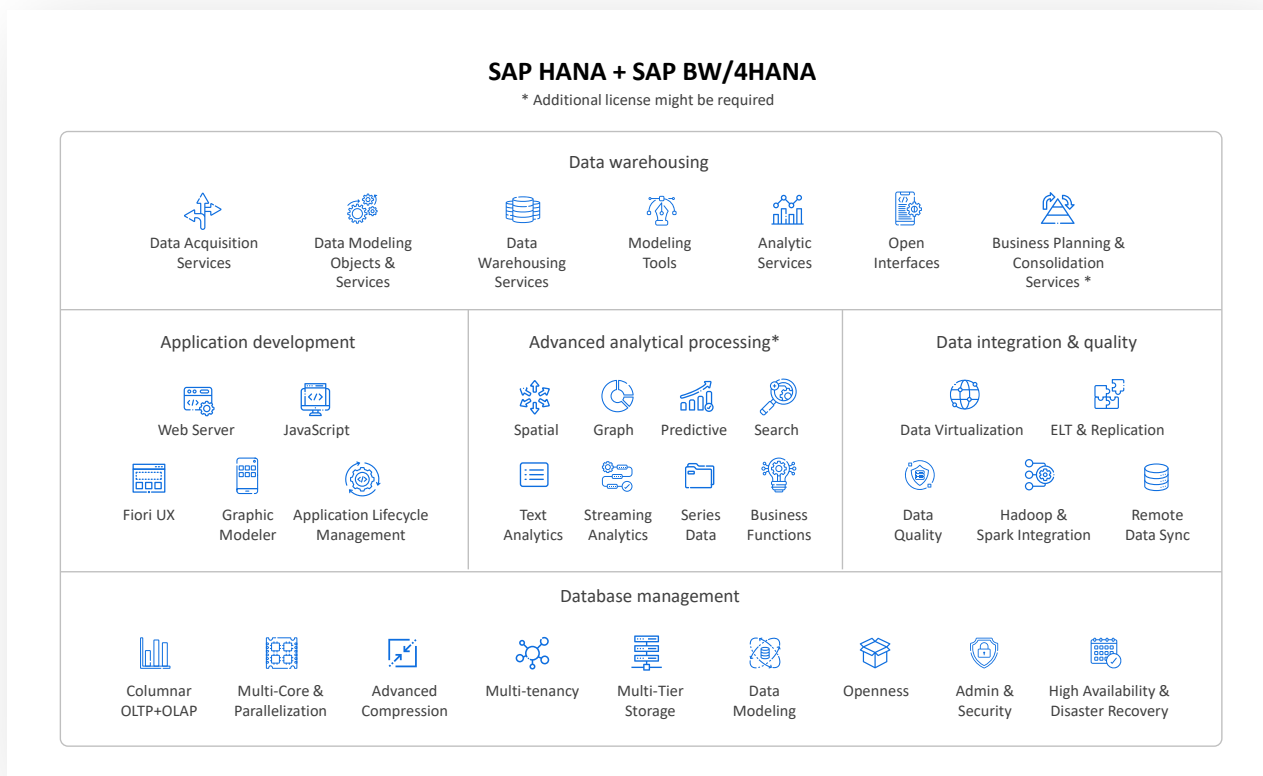 SAP HANA + SAP BW/4HANA
* Additional license might be required
Data warehousing
Data Acquisition
Services
Data Modeling
Objects &
Services
Data
Warehousing
Services
Modeling
Tools
Analytic
Services
Open
Interfaces
Business Planning &
Consolidation
Services *
Application development
Web Server
JavaScript
Fiori UX
Graphic
Modeler
Application Lifecycle
Management
Advanced analytical processing*
Spatial
Graph
Predictive
Search
Text
Analytics
Streaming
Analytics
Series
Data
Business
Functions
Data integration & quality
Data Virtualization
ELT & Replication
Data
Quality
Hadoop &
Spark Integration
Remote
Data Sync
Database management
Columnar
OLTP+OLAP
Multi-Core &
Parallelization
Advanced
Compression
Multi-tenancy
Multi-Tier
Storage
Data
Modeling
Openness
Admin &
Security
High Availability &
Disaster Recovery